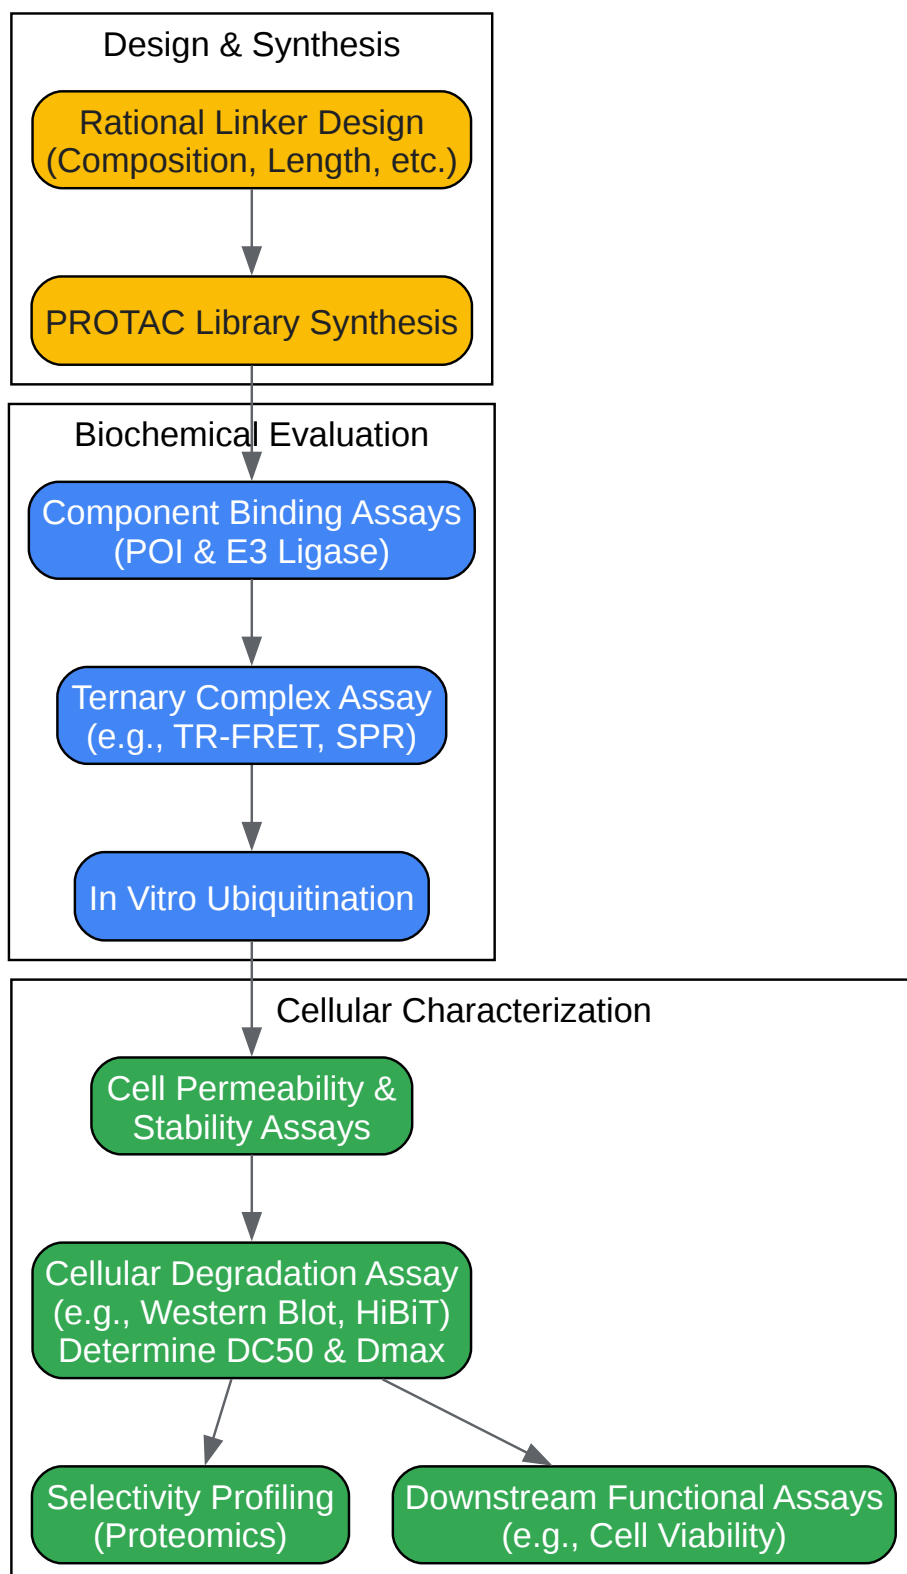 Design & Synthesis
Rational Linker Design
(Composition, Length, etc.)
PROTAC Library Synthesis
Biochemical Evaluation
Component Binding Assays
(POI & E3 Ligase)
Ternary Complex Assay
(e.g., TR-FRET, SPR)
In Vitro Ubiquitination
Cellular Characterization
Cell Permeability &
Stability Assays
Cellular Degradation Assay
(e.g., Western Blot, HiBiT)
Determine DC50 & Dmax
Selectivity Profiling
(Proteomics)
Downstream Functional Assays
(e.g., Cell Viability)